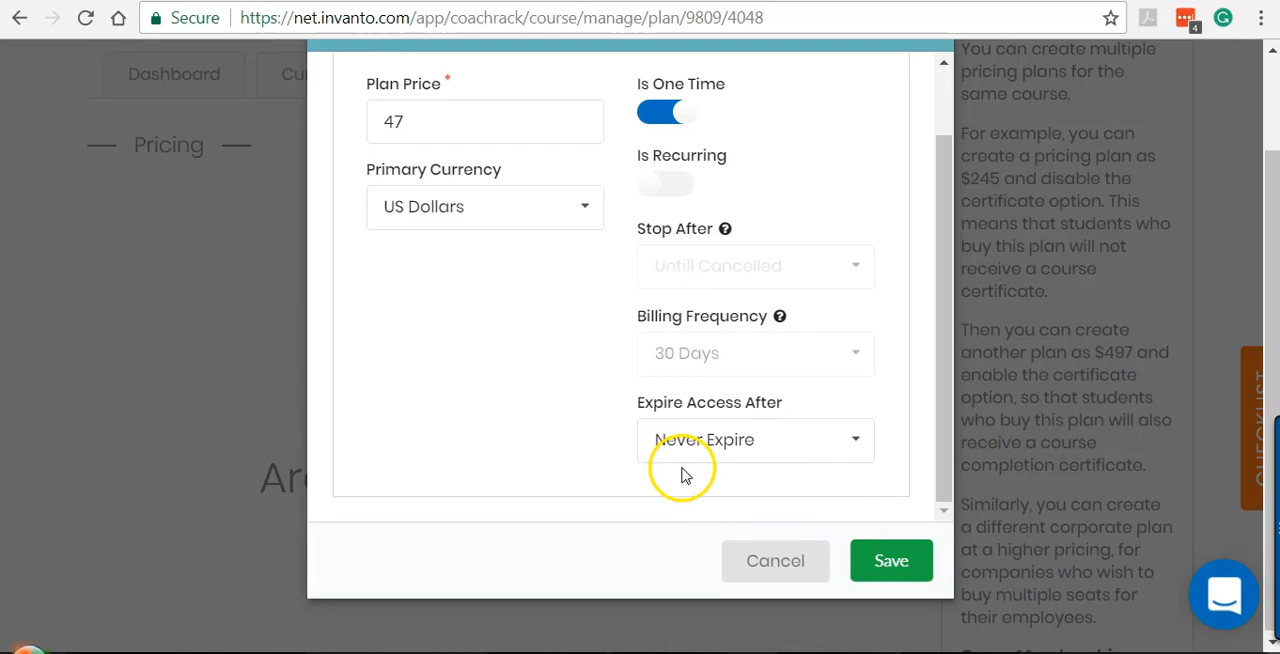 Secure
https://net.invanto.com/app/coachrack/course/manage/plan/9809/4048
4
Dashboard
Cu
Pricing
Plan Price *
47
Primary Currency
US Dollars
Is One Time
Is Recurring
Stop After
Untill Cancelled
Billing Frequency
30 Days
Expire Access After
Never Expire
Cancel
Save
You can create multiple
pricing plans for the
same course.
For example, you can
create a pricing plan as
$245 and disable the
certificate option. This
means that students who
buy this plan will not
receive a course
certificate.
Then you can create
another plan as $497 and
enable the certificate
option, so that students
who buy this plan will also
receive a course
completion certificate.
Similarly, you can create
a different corporate plan
at a higher pricing, for
companies who wish to
buy multiple seats for
their employees.
CHECKLIST